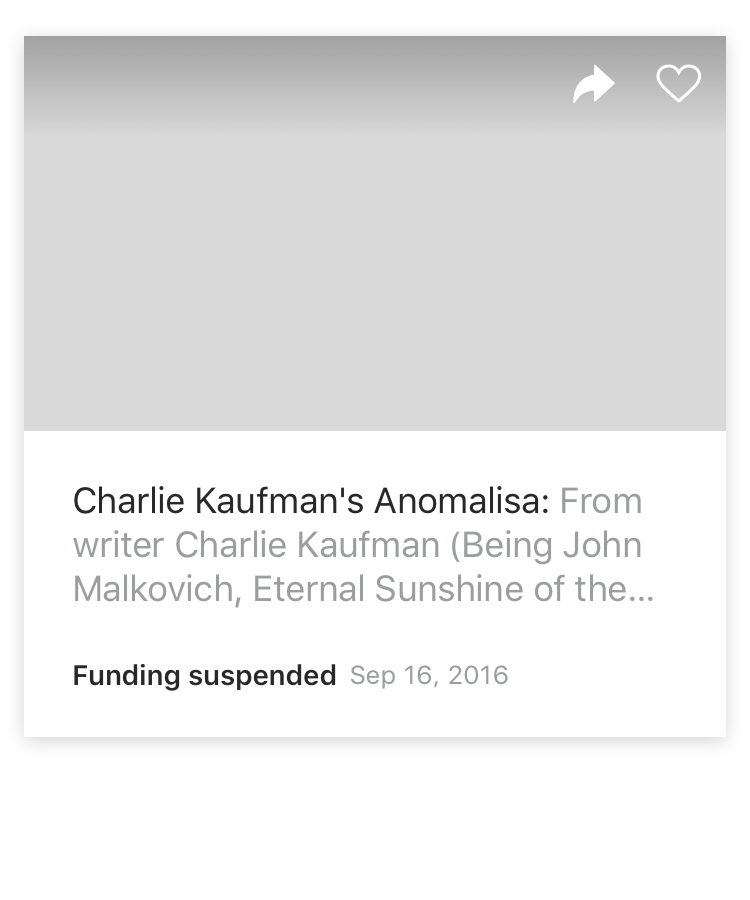 Charlie Kaufman's Anomalisa: From
writer Charlie Kaufman (Being John
Malkovich, Eternal Sunshine of the...
Funding suspended Sep 16, 2016